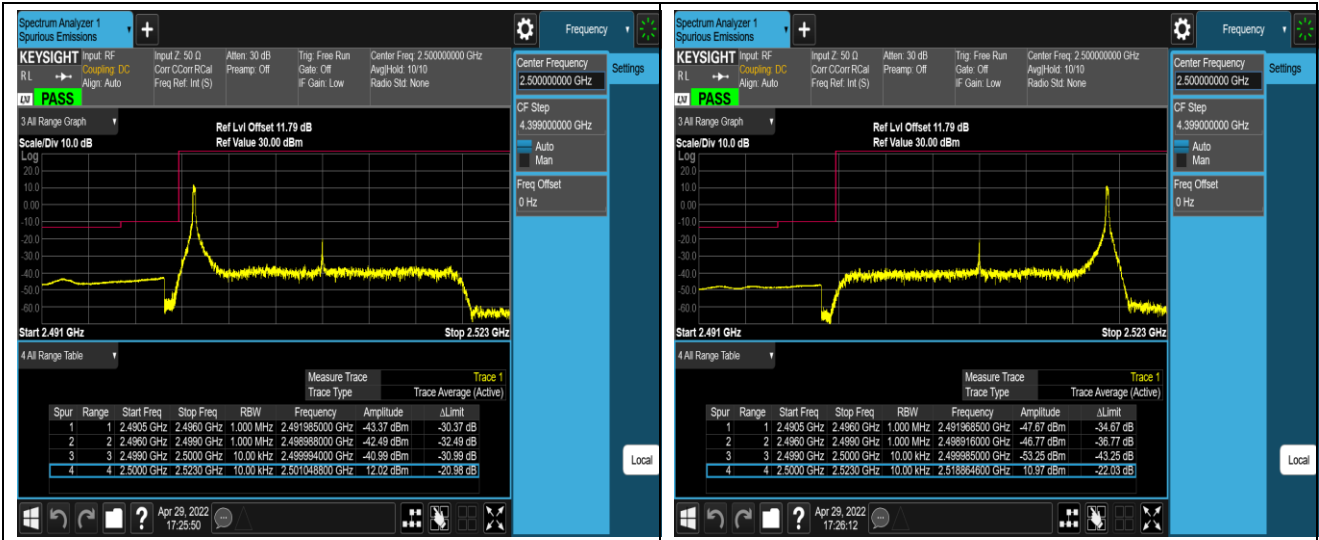 Spectrum Analyzer 1
Spurious Emissions
+
Frequency
KEYSIGHT
Input: RF
Coupling: DC
Align: Auto
Input Z: 50 Ω
Corr CCorr RCal
Freq Ref: Int (S)
Atten: 30 dB
Preamp: Off
Trig: Free Run
Gate: Off
IF Gain: Low
Center Freq: 2.500000000 GHz
Avg|Hold: 10/10
Radio Std: None
R L
LXI
PASS
Center Frequency
2.500000000 GHz
Settings
CF Step
4.399000000 GHz
Auto
Man
Freq Offset
0 Hz
3 All Range Graph
Ref Lvl Offset 11.79 dB
Scale/Div 10.0 dB
Ref Value 30.00 dBm
Log
20.0
10.0
0.00
-10.0
-20.0
-30.0
-40.0
-50.0
-60.0
Start 2.491 GHz
Stop 2.523 GHz
4 All Range Table
Measure Trace Trace 1
Trace Type Trace Average (Active)
Spur Range Start Freq Stop Freq RBW Frequency Amplitude ΔLimit
1 1 2.4905 GHz 2.4960 GHz 1.000 MHz 2.491985000 GHz -43.37 dBm -30.37 dB
2 2 2.4960 GHz 2.4990 GHz 1.000 MHz 2.498988000 GHz -42.49 dBm -32.49 dB
3 3 2.4990 GHz 2.5000 GHz 10.00 kHz 2.499994000 GHz -40.99 dBm -30.99 dB
4 4 2.5000 GHz 2.5230 GHz 10.00 kHz 2.501048800 GHz 12.02 dBm -20.98 dB
Local
?
Apr 29, 2022
17:25:50
Spectrum Analyzer 1
Spurious Emissions
+
Frequency
KEYSIGHT
Input: RF
Coupling: DC
Align: Auto
Input Z: 50 Ω
Corr CCorr RCal
Freq Ref: Int (S)
Atten: 30 dB
Preamp: Off
Trig: Free Run
Gate: Off
IF Gain: Low
Center Freq: 2.500000000 GHz
Avg|Hold: 10/10
Radio Std: None
R L
LXI
PASS
Center Frequency
2.500000000 GHz
Settings
CF Step
4.399000000 GHz
Auto
Man
Freq Offset
0 Hz
3 All Range Graph
Ref Lvl Offset 11.79 dB
Scale/Div 10.0 dB
Ref Value 30.00 dBm
Log
20.0
10.0
0.00
-10.0
-20.0
-30.0
-40.0
-50.0
-60.0
Start 2.491 GHz
Stop 2.523 GHz
4 All Range Table
Measure Trace Trace 1
Trace Type Trace Average (Active)
Spur Range Start Freq Stop Freq RBW Frequency Amplitude ΔLimit
1 1 2.4905 GHz 2.4960 GHz 1.000 MHz 2.491968500 GHz -47.67 dBm -34.67 dB
2 2 2.4960 GHz 2.4990 GHz 1.000 MHz 2.498916000 GHz -46.77 dBm -36.77 dB
3 3 2.4990 GHz 2.5000 GHz 10.00 kHz 2.499985000 GHz -53.25 dBm -43.25 dB
4 4 2.5000 GHz 2.5230 GHz 10.00 kHz 2.518864600 GHz 10.97 dBm -22.03 dB
Local
?
Apr 29, 2022
17:26:12